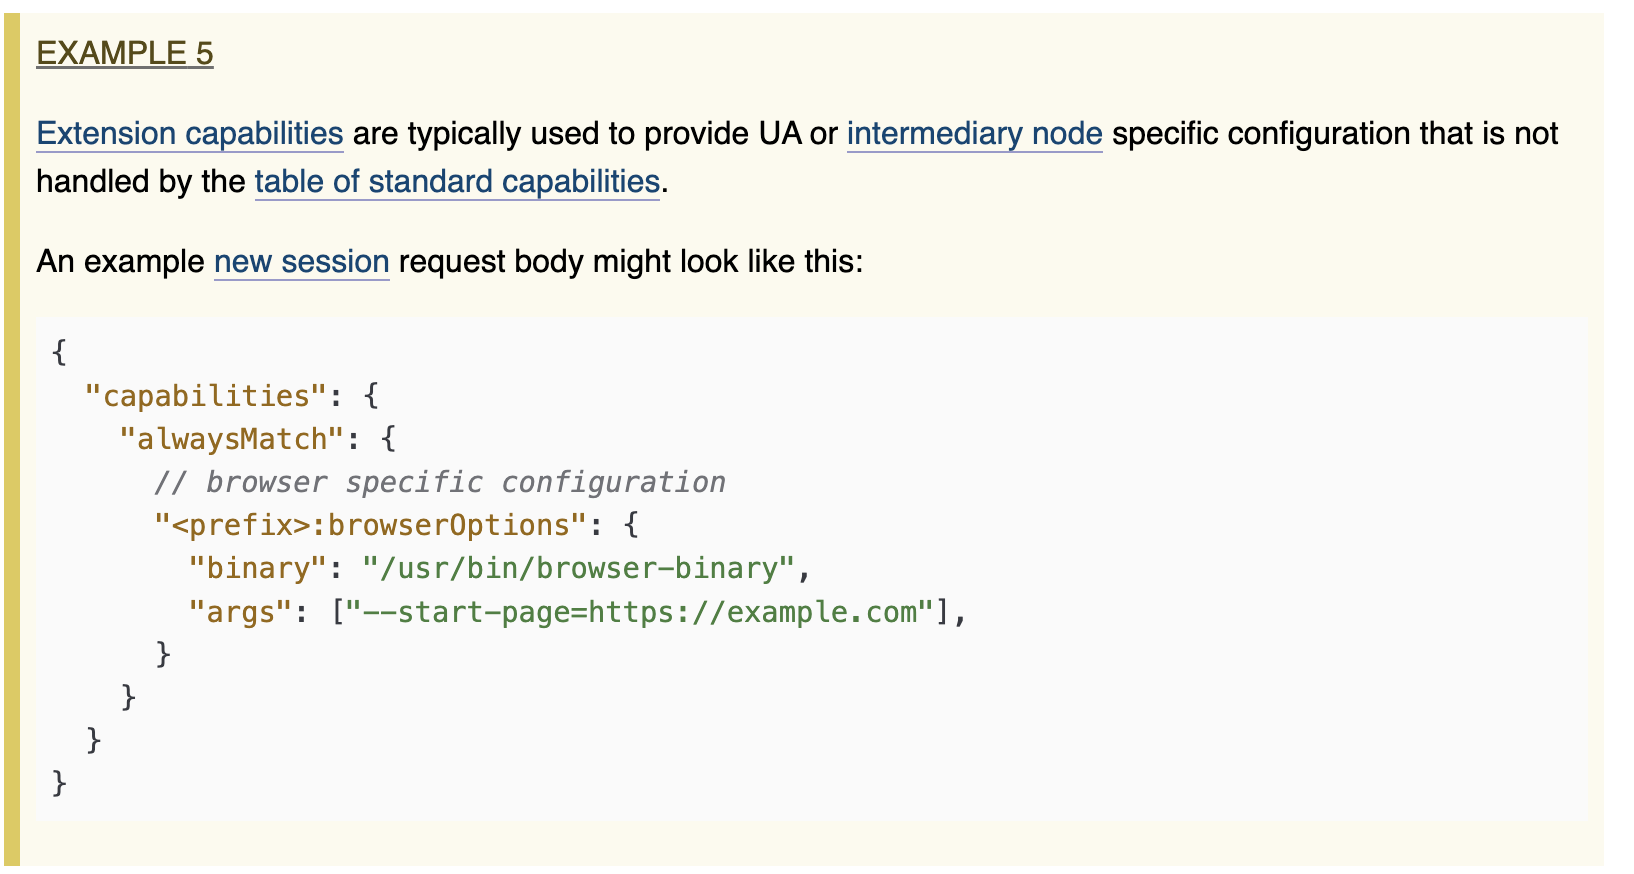 EXAMPLE 5
Extension capabilities are typically used to provide UA or intermediary node specific configuration that is not
handled by the table of standard capabilities.
An example new session request body might look like this:
{
  "capabilities": {
    "alwaysMatch": {
      // browser specific configuration
      "<prefix>:browserOptions": {
        "binary": "/usr/bin/browser-binary",
        "args": ["--start-page=https://example.com"],
      }
    }
  }
}